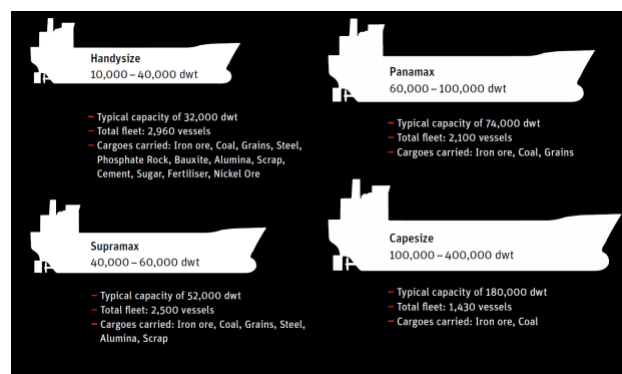 Handysize
10,000 – 40,000 dwt
– Typical capacity of 32,000 dwt
– Total fleet: 2,960 vessels
– Cargoes carried: Iron ore, Coal, Grains, Steel,
Phosphate Rock, Bauxite, Alumina, Scrap,
Cement, Sugar, Fertiliser, Nickel Ore
Panamax
60,000 – 100,000 dwt
– Typical capacity of 74,000 dwt
– Total fleet: 2,100 vessels
– Cargoes carried: Iron ore, Coal, Grains
Supramax
40,000 – 60,000 dwt
– Typical capacity of 52,000 dwt
– Total fleet: 2,500 vessels
– Cargoes carried: Iron ore, Coal, Grains, Steel,
Alumina, Scrap
Capesize
100,000 – 400,000 dwt
– Typical capacity of 180,000 dwt
– Total fleet: 1,430 vessels
– Cargoes carried: Iron ore, Coal